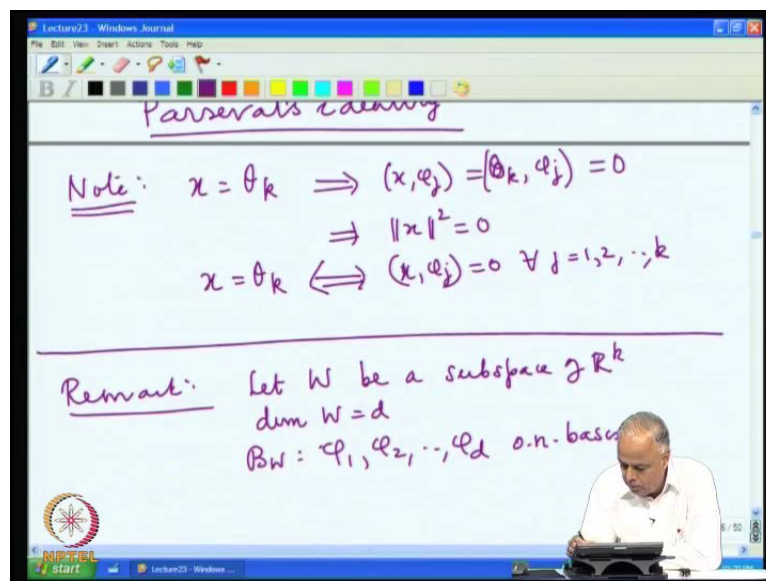 Lecture23 - Windows Journal
File Edit View Insert Actions Tools Help
B I
Parseval's identity
Note: x = θk ⟹ (x, φj) = (θk, φj) = 0
⟹ ||x||² = 0
x = θk ⟺ (x, φj) = 0 ∀ j = 1, 2, ..., k
Remark: Let W be a subspace of R^k
dim W = d
BW : φ1, φ2, ..., φd o.n. basis
/ 50
NPTEL
start Lecture23 - Windows ...